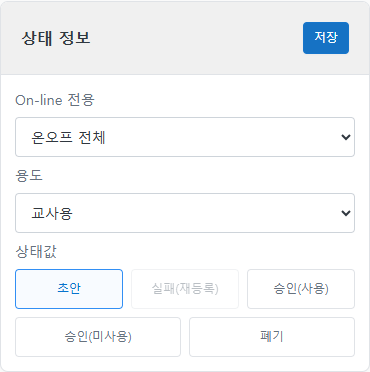 상태 정보 저장
On-line 전용
온오프 전체
용도
교사용
상태값
초안 실패(재등록) 승인(사용)
승인(미사용) 폐기